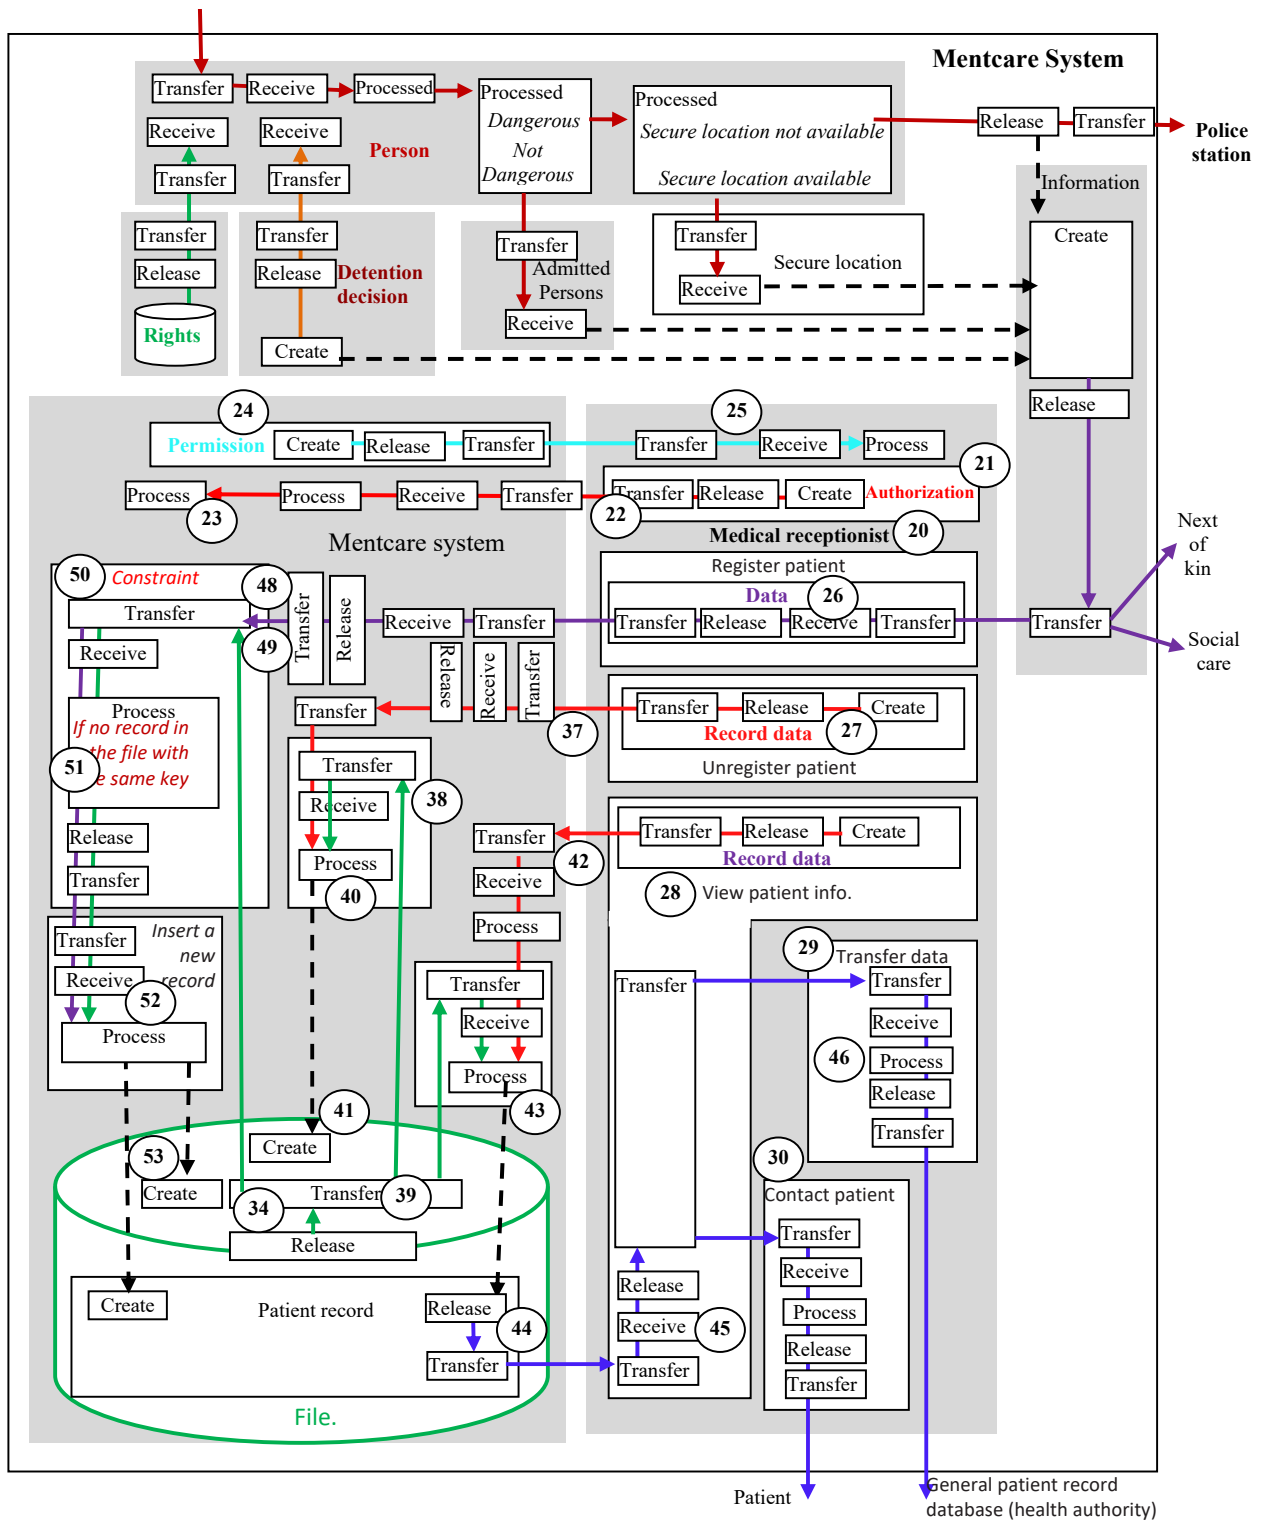 Mentcare System
Transfer
Receive
Processed
Processed
Dangerous
Not
Dangerous
Processed
Secure location not available
Secure location available
Release
Transfer
Police
station
Receive
Receive
Person
Transfer
Transfer
Information
Create
Transfer
Transfer
Release
Release
Detention
decision
Rights
Create
Transfer
Admitted
Persons
Receive
Transfer
Secure location
Receive
Release
24
Permission
Create
Release
Transfer
25
Transfer
Receive
Process
21
Process
Process
Receive
Transfer
Transfer
Release
Create
Authorization
23
22
20
Mentcare system
Medical receptionist
Next
of
kin
Register patient
50
Constraint
48
Data
26
Transfer
Transfer
Release
Receive
Transfer
Transfer
Release
Receive
Transfer
Transfer
Social
care
Receive
49
Release
Receive
Transfer
Process
If no record in
the file with
same key
51
Transfer
37
Transfer
Release
Create
Record data
27
Unregister patient
Transfer
Receive
38
Process
40
Release
Transfer
Transfer
Receive
Process
42
Transfer
Release
Create
Record data
28
View patient info.
Transfer
Receive
Insert a
new
record
52
Process
Transfer
Receive
Process
43
29
Transfer data
Transfer
Transfer
Receive
46
Process
Release
Transfer
41
Create
53
Create
Transfer
34
39
Release
30
Contact patient
Transfer
Receive
Process
Release
Transfer
Create
Patient record
Release
44
Transfer
Release
Receive
45
Transfer
File.
Patient
General patient record
database (health authority)